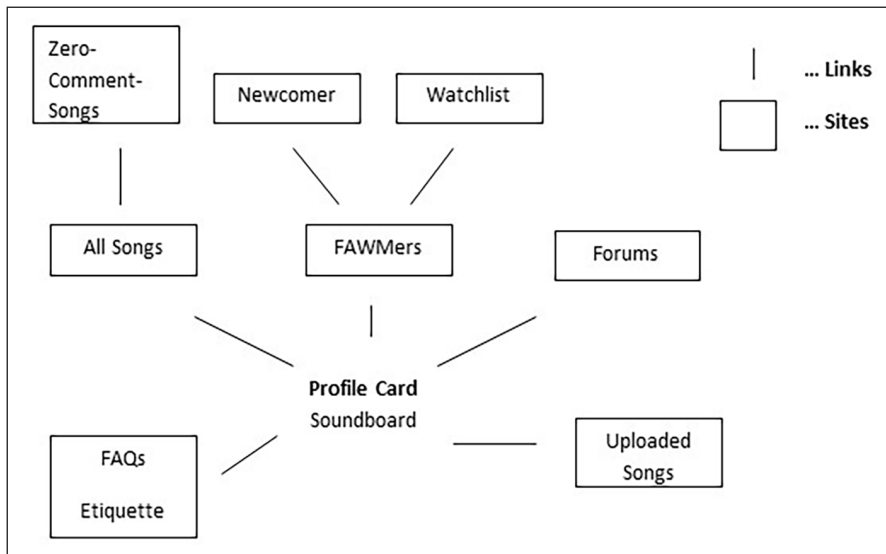 Zero-
Comment-
Songs
Newcomer
Watchlist
... Links
... Sites
All Songs
FAWMers
Forums
Profile Card
Soundboard
FAQs
Etiquette
Uploaded
Songs